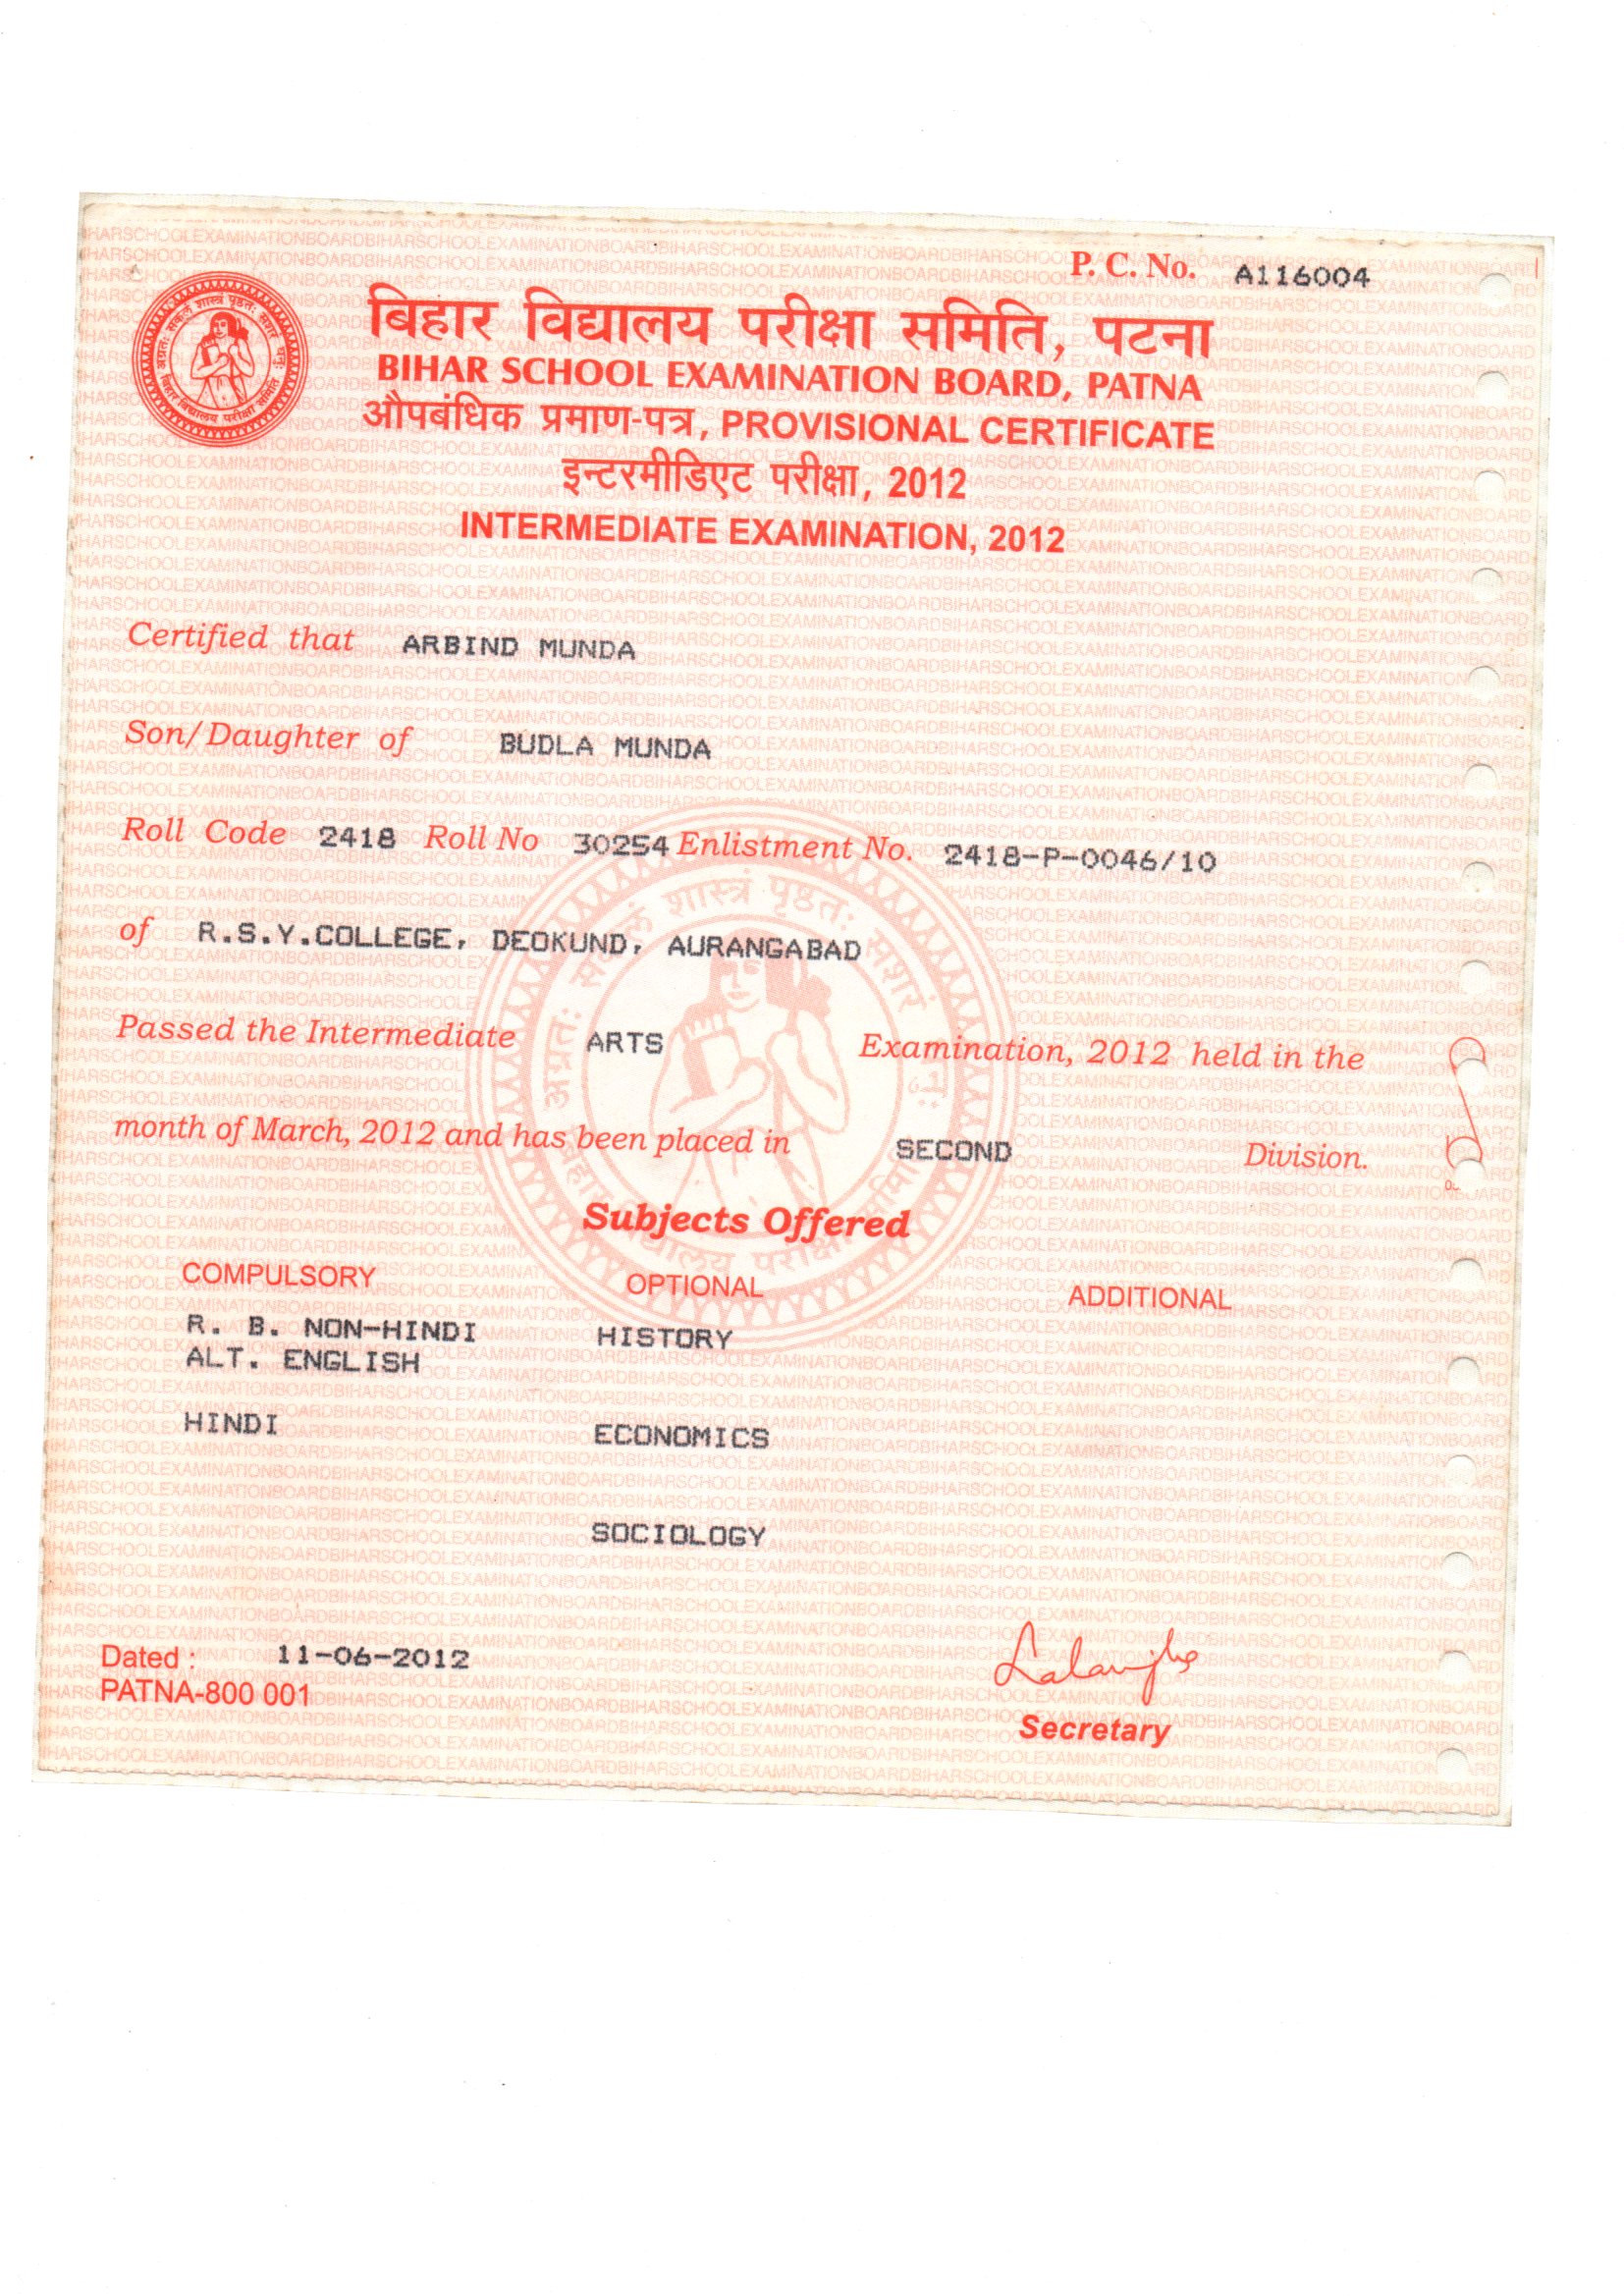 P. C. No. A116004
बिहार विद्यालय परीक्षा समिति, पटना
BIHAR SCHOOL EXAMINATION BOARD, PATNA
औपबंधिक प्रमाण-पत्र, PROVISIONAL CERTIFICATE
इन्टरमीडिएट परीक्षा, 2012
INTERMEDIATE EXAMINATION, 2012
Certified that ARBIND MUNDA
Son/Daughter of BUDLA MUNDA
Roll Code 2418 Roll No 30254 Enlistment No. 2418-P-0046/10
of R.S.Y.COLLEGE, DEOKUND, AURANGABAD
Passed the Intermediate ARTS Examination, 2012 held in the
month of March, 2012 and has been placed in SECOND Division.
Subjects Offered
COMPULSORY OPTIONAL ADDITIONAL
R. B. NON-HINDI HISTORY
ALT. ENGLISH
HINDI ECONOMICS
SOCIOLOGY
Dated : 11-06-2012
PATNA-800 001
Secretary